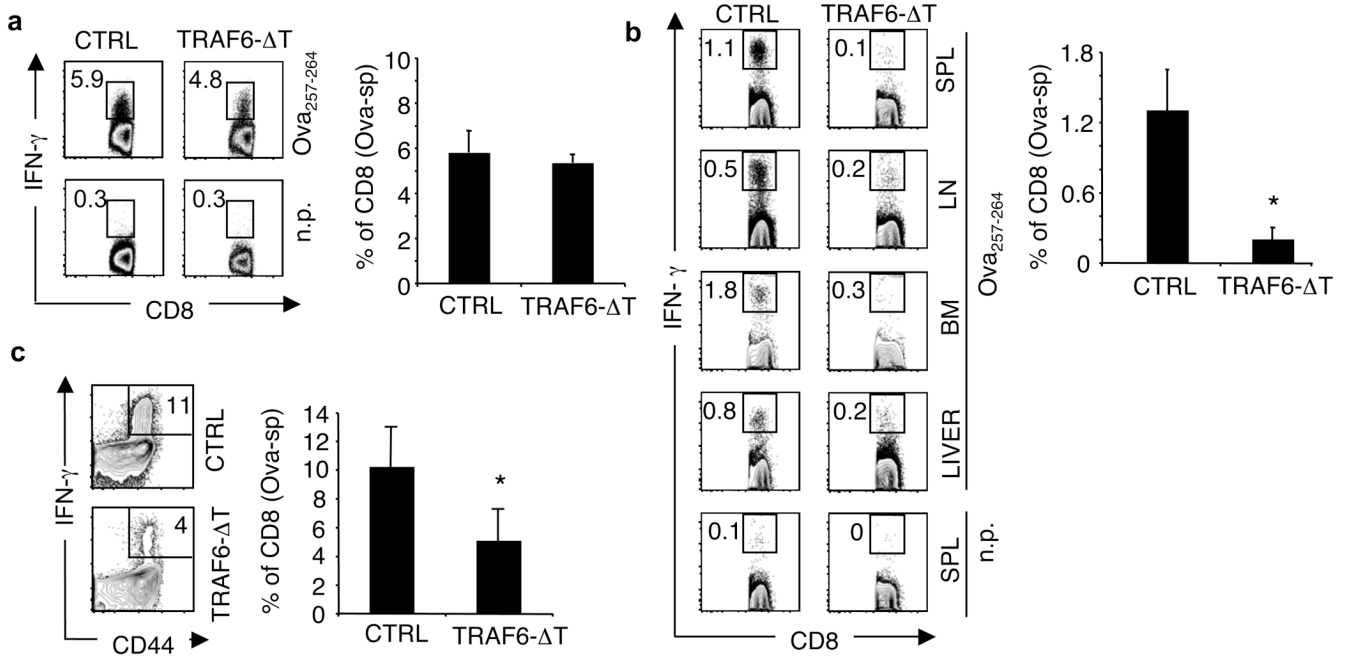 a
CTRL TRAF6-ΔT
5.9 4.8
Ova257-264
0.3 0.3
n.p.
IFN-γ
CD8
% of CD8 (Ova-sp)
10
8
6
4
2
0
CTRL TRAF6-ΔT
b
CTRL TRAF6-ΔT
1.1 0.1
SPL
0.5 0.2
LN
1.8 0.3
BM
0.8 0.2
LIVER
0.1 0
SPL
Ova257-264
n.p.
IFN- γ
CD8
% of CD8 (Ova-sp)
1.8
1.2
0.6
0
*
CTRL TRAF6-ΔT
c
11
CTRL
4
TRAF6-ΔT
IFN-γ
CD44
% of CD8 (Ova-sp)
14
12
10
8
6
4
2
0
*
CTRL TRAF6-ΔT